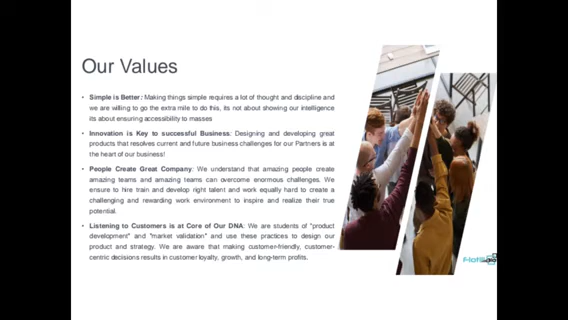 Our Values
• Simple is Better: Making things simple requires a lot of thought and discipline and
we are willing to go the extra mile to do this, its not about showing our intelligence
its about ensuring accessibility to masses
• Innovation is Key to successful Business: Designing and developing great
products that resolves current and future business challenges for our Partners is at
the heart of our business!
• People Create Great Company: We understand that amazing people create
amazing teams and amazing teams can overcome enormous challenges. We
ensure to hire train and develop right talent and work equally hard to create a
challenging and rewarding work environment to inspire and realize their true
potential.
• Listening to Customers is at Core of Our DNA: We are students of "product
development" and "market validation" and use these practices to design our
product and strategy. We are aware that making customer-friendly, customer-
centric decisions results in customer loyalty, growth, and long-term profits.